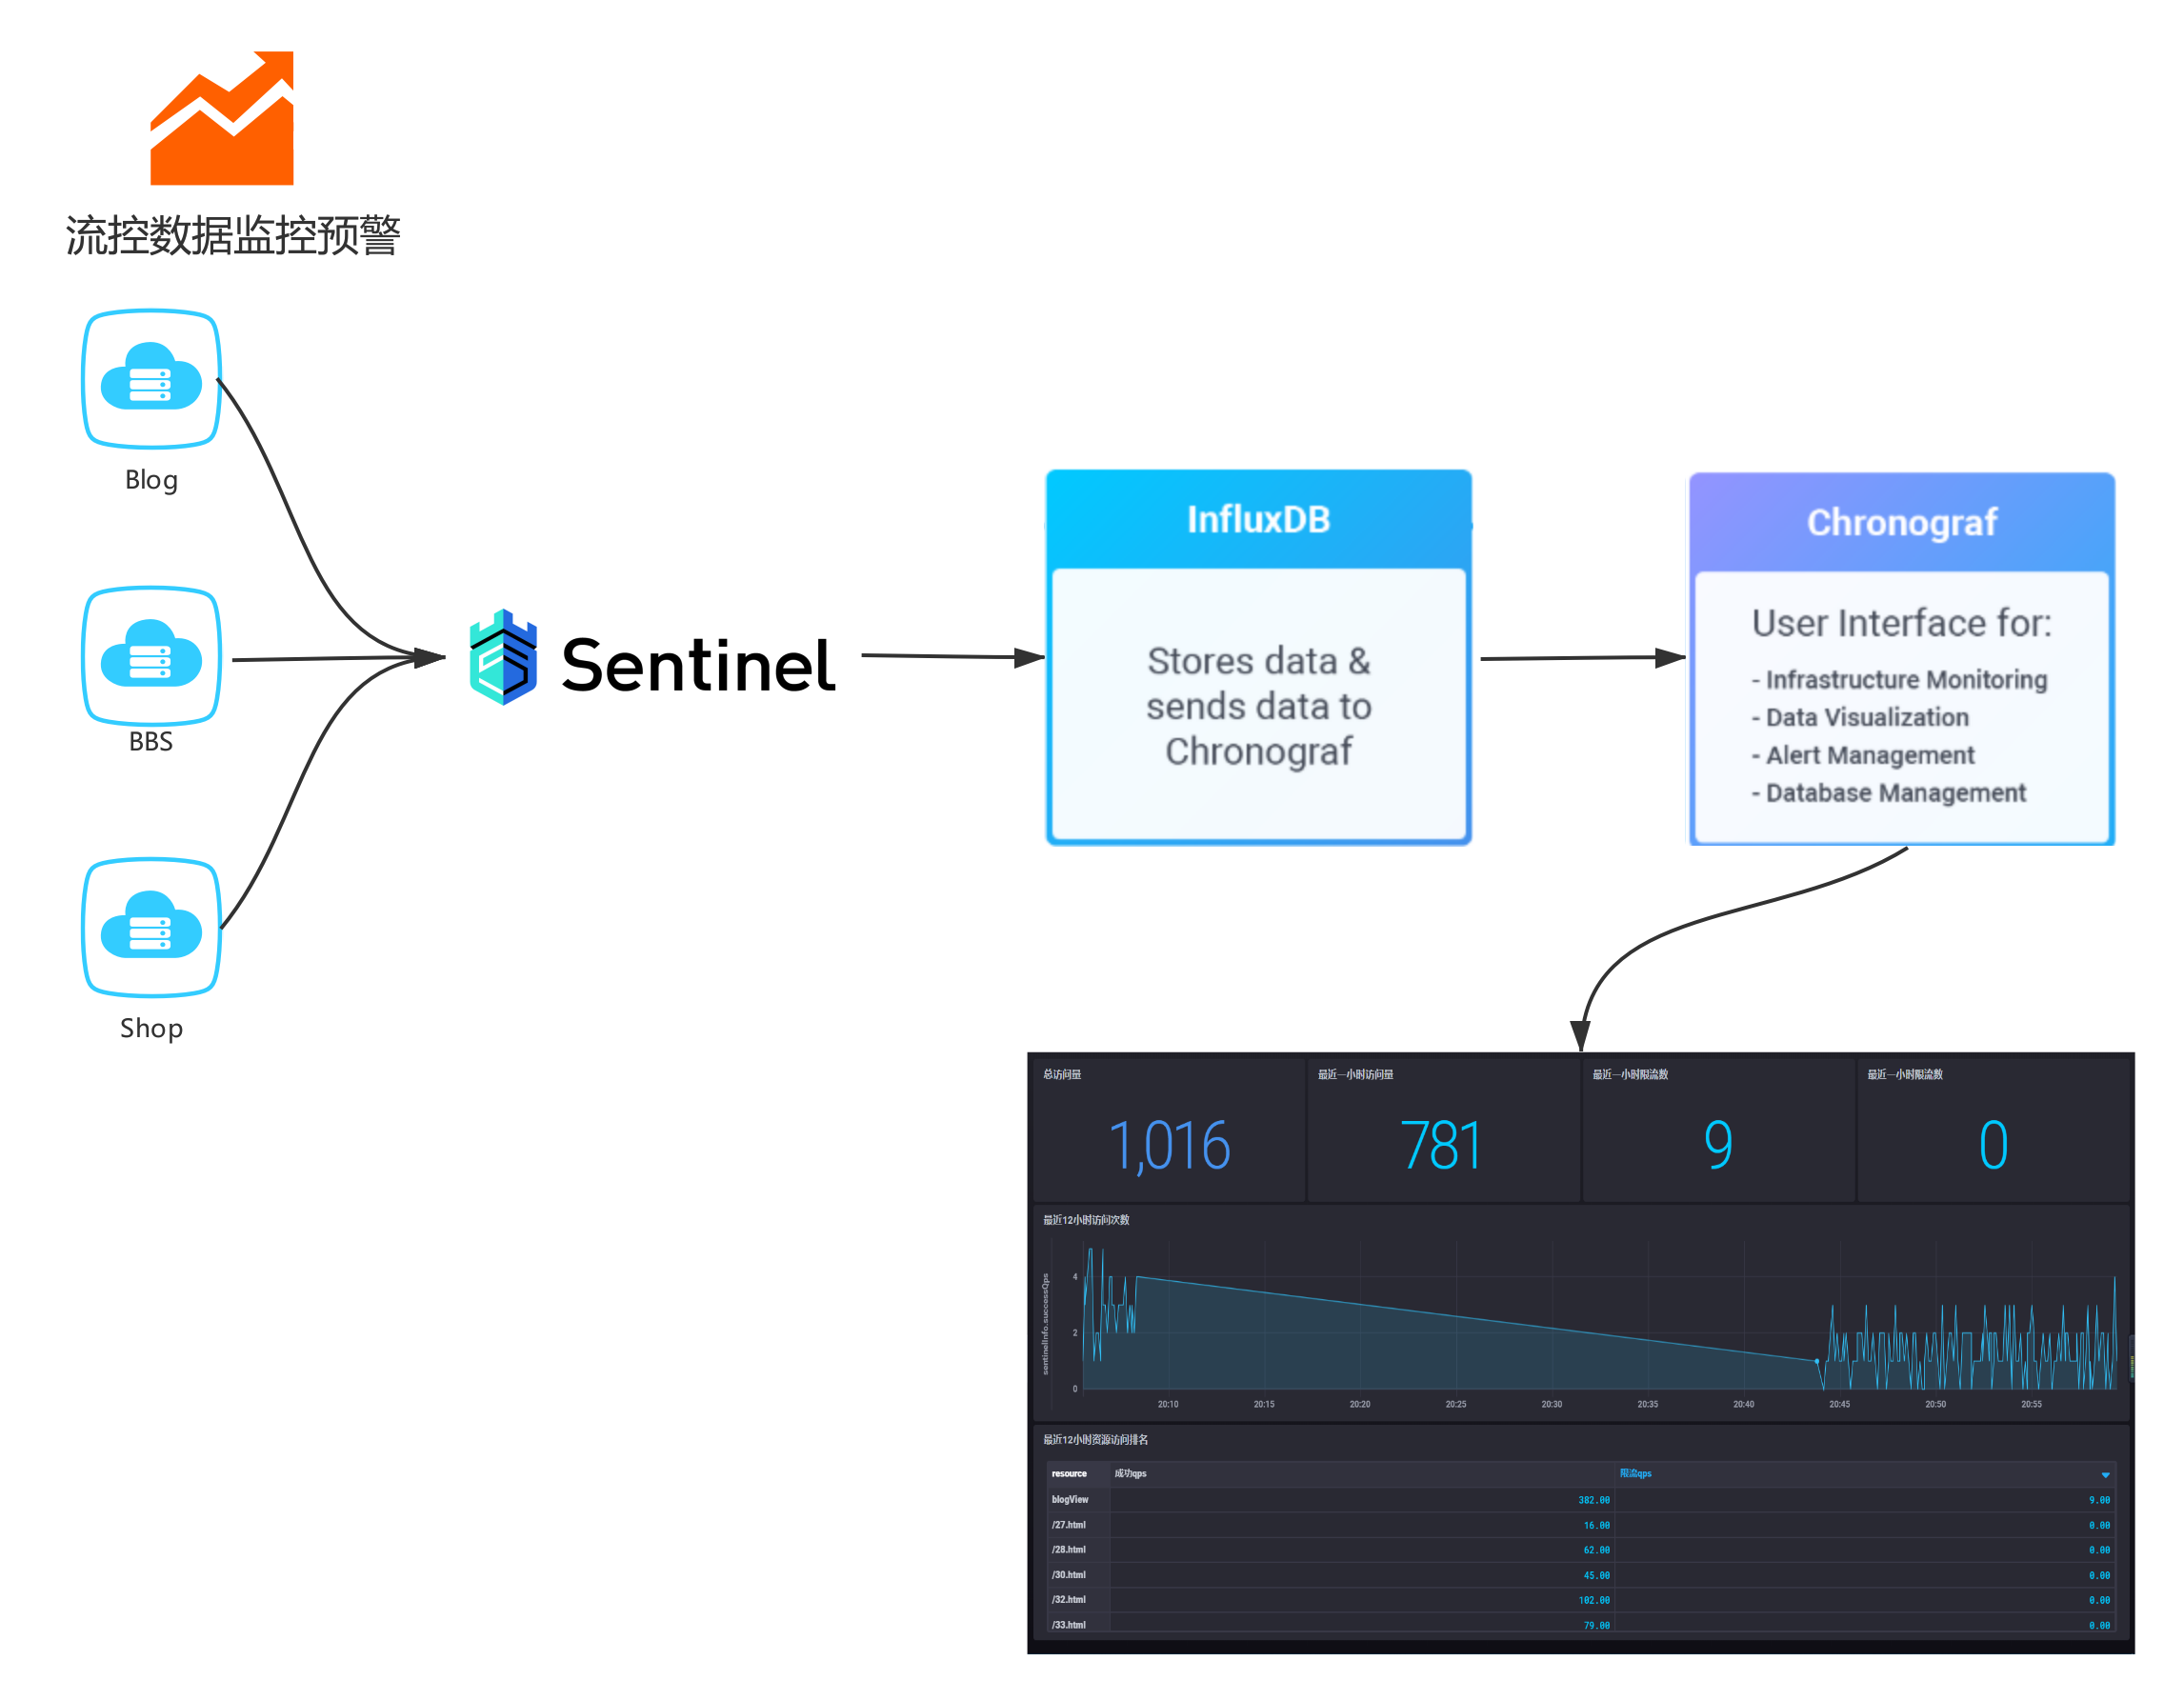 流控数据监控预警
Blog
BBS
Shop
Sentinel
InfluxDB
Stores data &
sends data to
Chronograf
Chronograf
User Interface for:
- Infrastructure Monitoring
- Data Visualization
- Alert Management
- Database Management
总访问量
1,016
最近一小时访问量
781
最近一小时限流数
9
最近一小时限流数
0
最近12小时访问次数
sentinelInfo.successQps
4
2
0
20:10 20:15 20:20 20:25 20:30 20:35 20:40 20:45 20:50 20:55
最近12小时资源访问排名
resource 成功qps 限流qps
blogView 382.00 9.00
/27.html 16.00 0.00
/28.html 62.00 0.00
/30.html 45.00 0.00
/32.html 102.00 0.00
/33.html 79.00 0.00